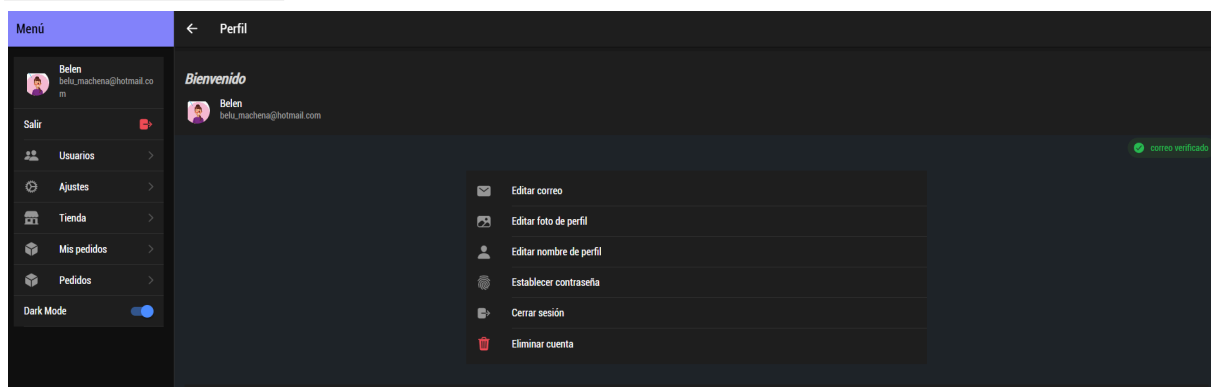 Menú
Belen
belu_machena@hotmail.co
m
Salir
Usuarios
Ajustes
Tienda
Mis pedidos
Pedidos
Dark Mode
Perfil
Bienvenido
Belen
belu_machena@hotmail.com
correo verificado
Editar correo
Editar foto de perfil
Editar nombre de perfil
Establecer contraseña
Cerrar sesión
Eliminar cuenta